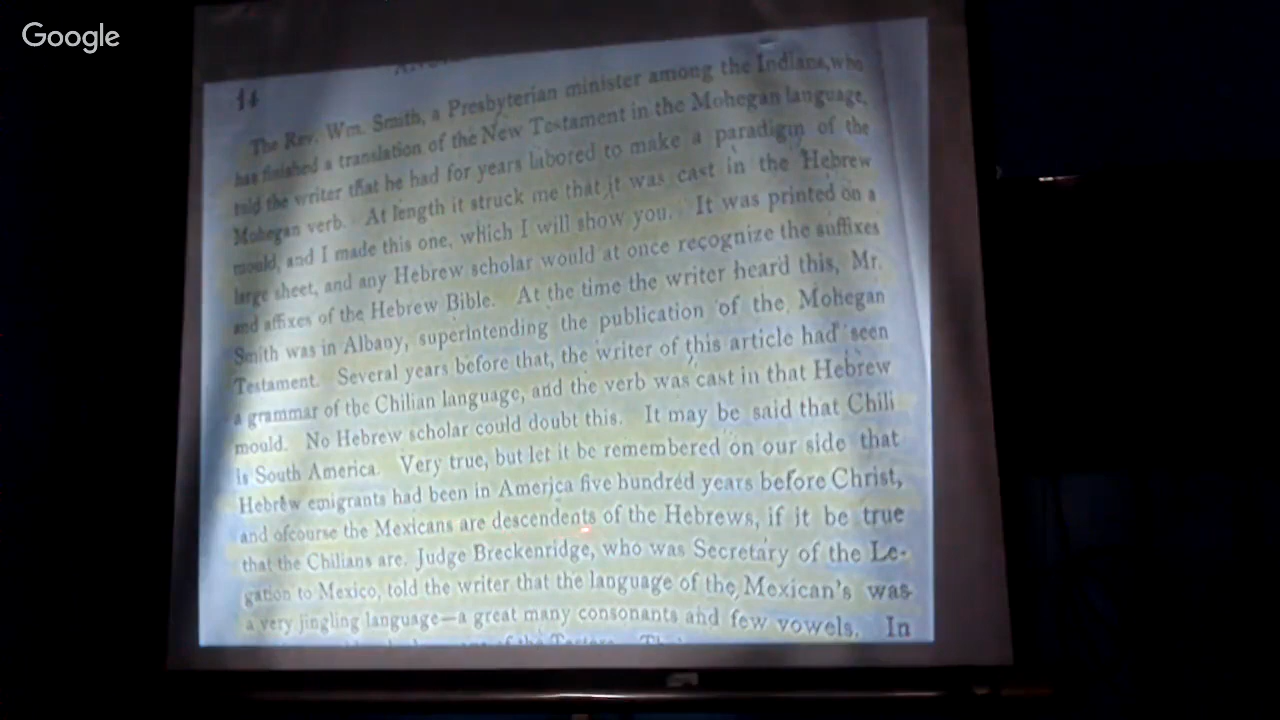 Google
14
The Rev. Wm. Smith, a Presbyterian minister among the Indians, who
has finished a translation of the New Testament in the Mohegan language,
told the writer that he had for years labored to make a paradigm of the
Mohegan verb. At length it struck me that it was cast in the Hebrew
mould, and I made this one, which I will show you. It was printed on a
large sheet, and any Hebrew scholar would at once recognize the suffixes
and affixes of the Hebrew Bible. At the time the writer heard this, Mr.
Smith was in Albany, superintending the publication of the Mohegan
Testament. Several years before that, the writer of this article had seen
a grammar of the Chilian language, and the verb was cast in that Hebrew
mould. No Hebrew scholar could doubt this. It may be said that Chili
is South America. Very true, but let it be remembered on our side that
Hebrew emigrants had been in America five hundred years before Christ,
and ofcourse the Mexicans are descendents of the Hebrews, if it be true
that the Chilians are. Judge Breckenridge, who was Secretary of the Le-
gation to Mexico, told the writer that the language of the Mexican's was
a very jingling language—a great many consonants and few vowels. In
of the